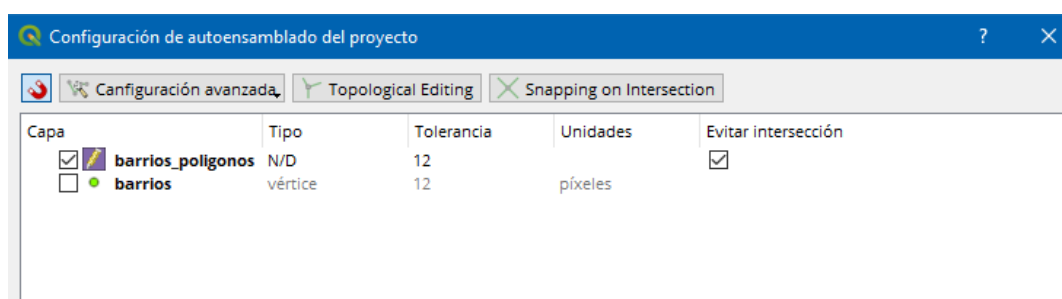 Configuración de autoensamblado del proyecto ?
Canfiguración avanzada Topological Editing Snapping on Intersection
Capa Tipo Tolerancia Unidades Evitar intersección
barrios_poligonos N/D 12
barrios vértice 12 píxeles